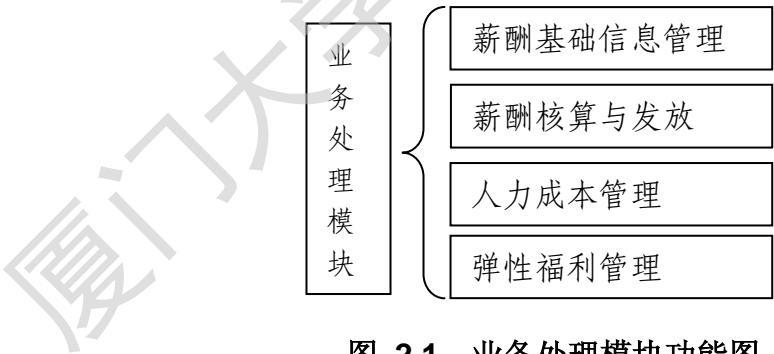 业务处理模块
薪酬基础信息管理
薪酬核算与发放
人力成本管理
弹性福利管理
图 2.1 业务处理模块功能图
厦门大学